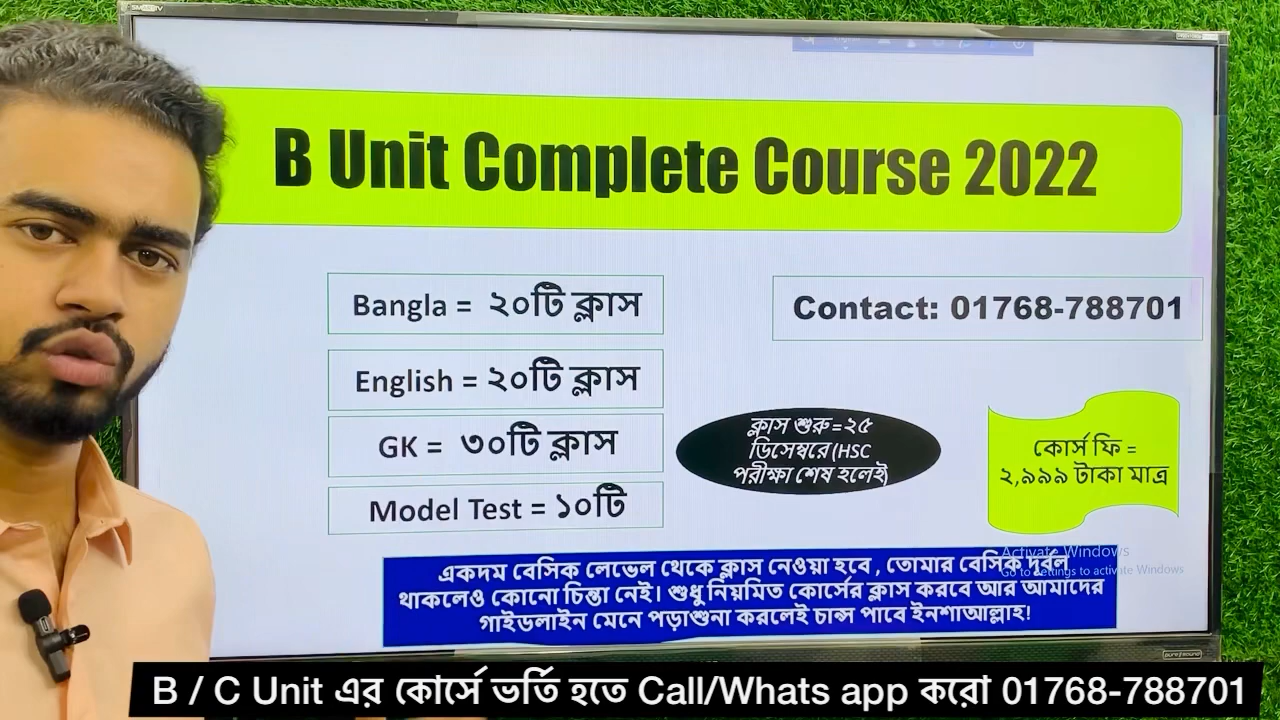 B Unit Complete Course 2022
Bangla = ২০টি ক্লাস
Contact: 01768-788701
English = ২০টি ক্লাস
GK = ৩০টি ক্লাস
Model Test = ১০টি
ক্লাস শুরু=২৫
ডিসেম্বরে(HSC
পরীক্ষা শেষ হলেই)
কোর্স ফি =
২,৯৯৯ টাকা মাত্র
Activate Windows
Go to Settings to activate Windows
একদম বেসিক লেভেল থেকে ক্লাস নেওয়া হবে , তোমার বেসিক দুর্বল
থাকলেও কোনো চিন্তা নেই। শুধু নিয়মিত কোর্সের ক্লাস করবে আর আমাদের
গাইডলাইন মেনে পড়াশুনা করলেই চান্স পাবে ইনশাআল্লাহ!
B / C Unit এর কোর্সে ভর্তি হতে Call/Whats app করো 01768-788701